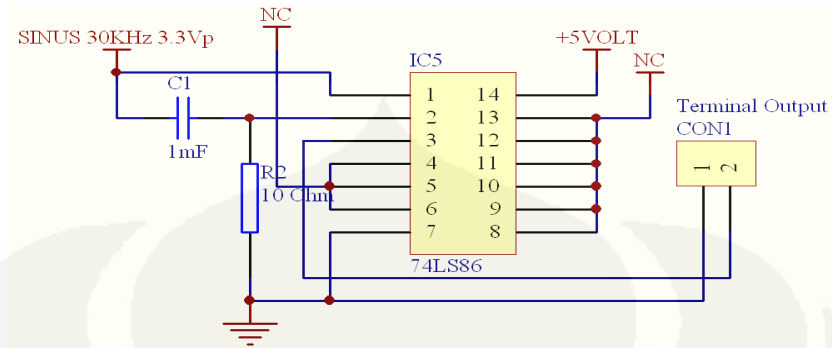 NC
SINUS 30KHz 3.3Vp
+5VOLT
IC5
NC
C1
1mF
R2
10 Ohm
1 14
2 13
3 12
4 11
5 10
6 9
7 8
74LS86
Terminal Output
CON1
1 2